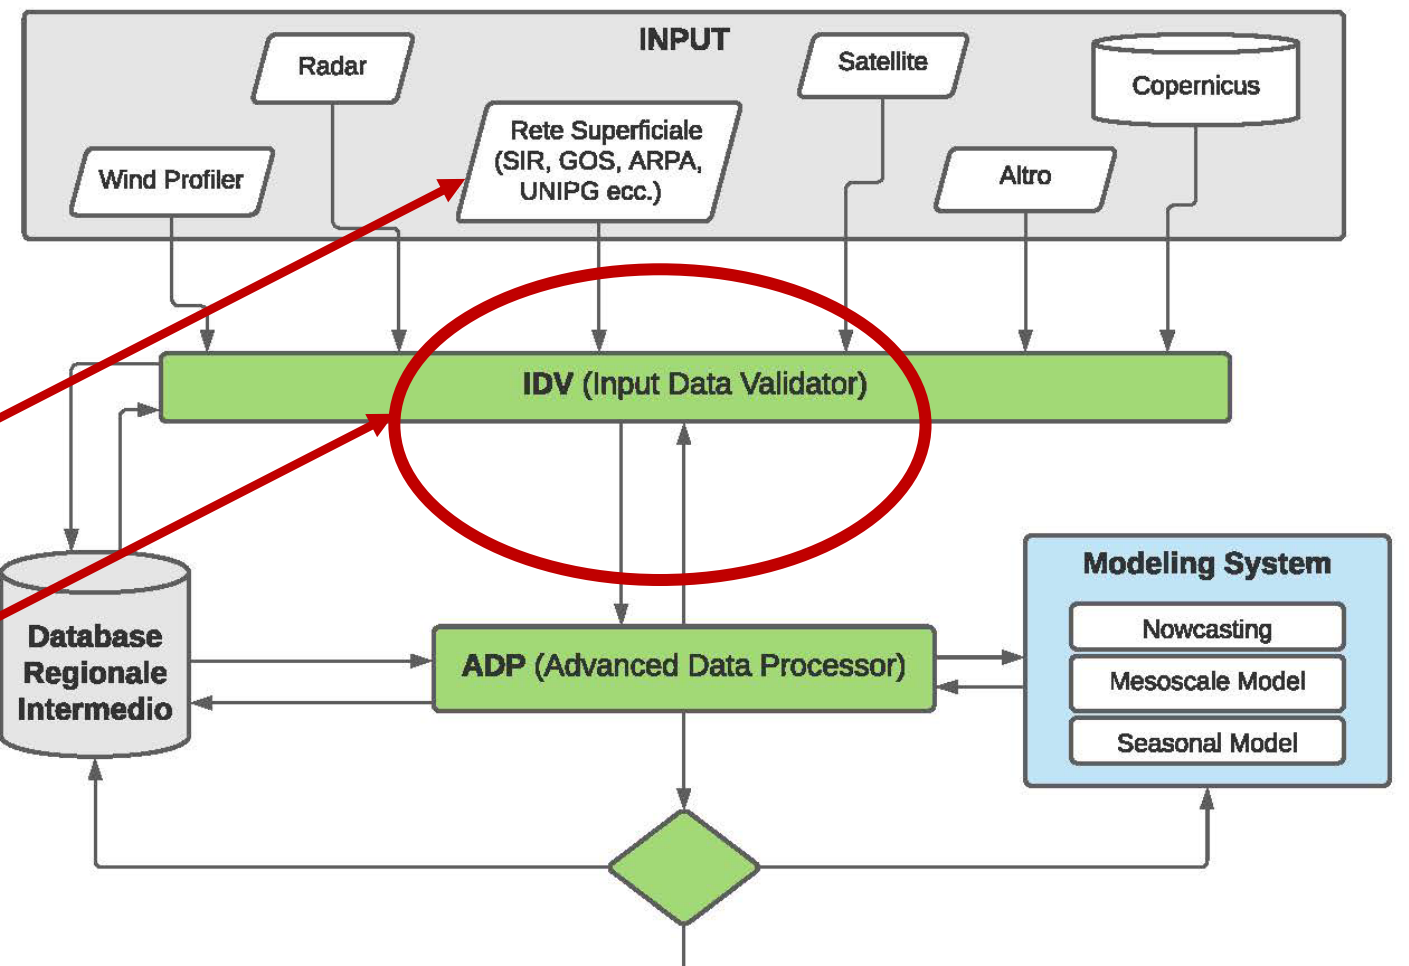 INPUT
Radar
Satellite
Copernicus
Rete Superficiale
(SIR, GOS, ARPA,
UNIPG ecc.)
Wind Profiler
Altro
IDV (Input Data Validator)
Modeling System
Nowcasting
Mesoscale Model
Seasonal Model
Database
Regionale
Intermedio
ADP (Advanced Data Processor)